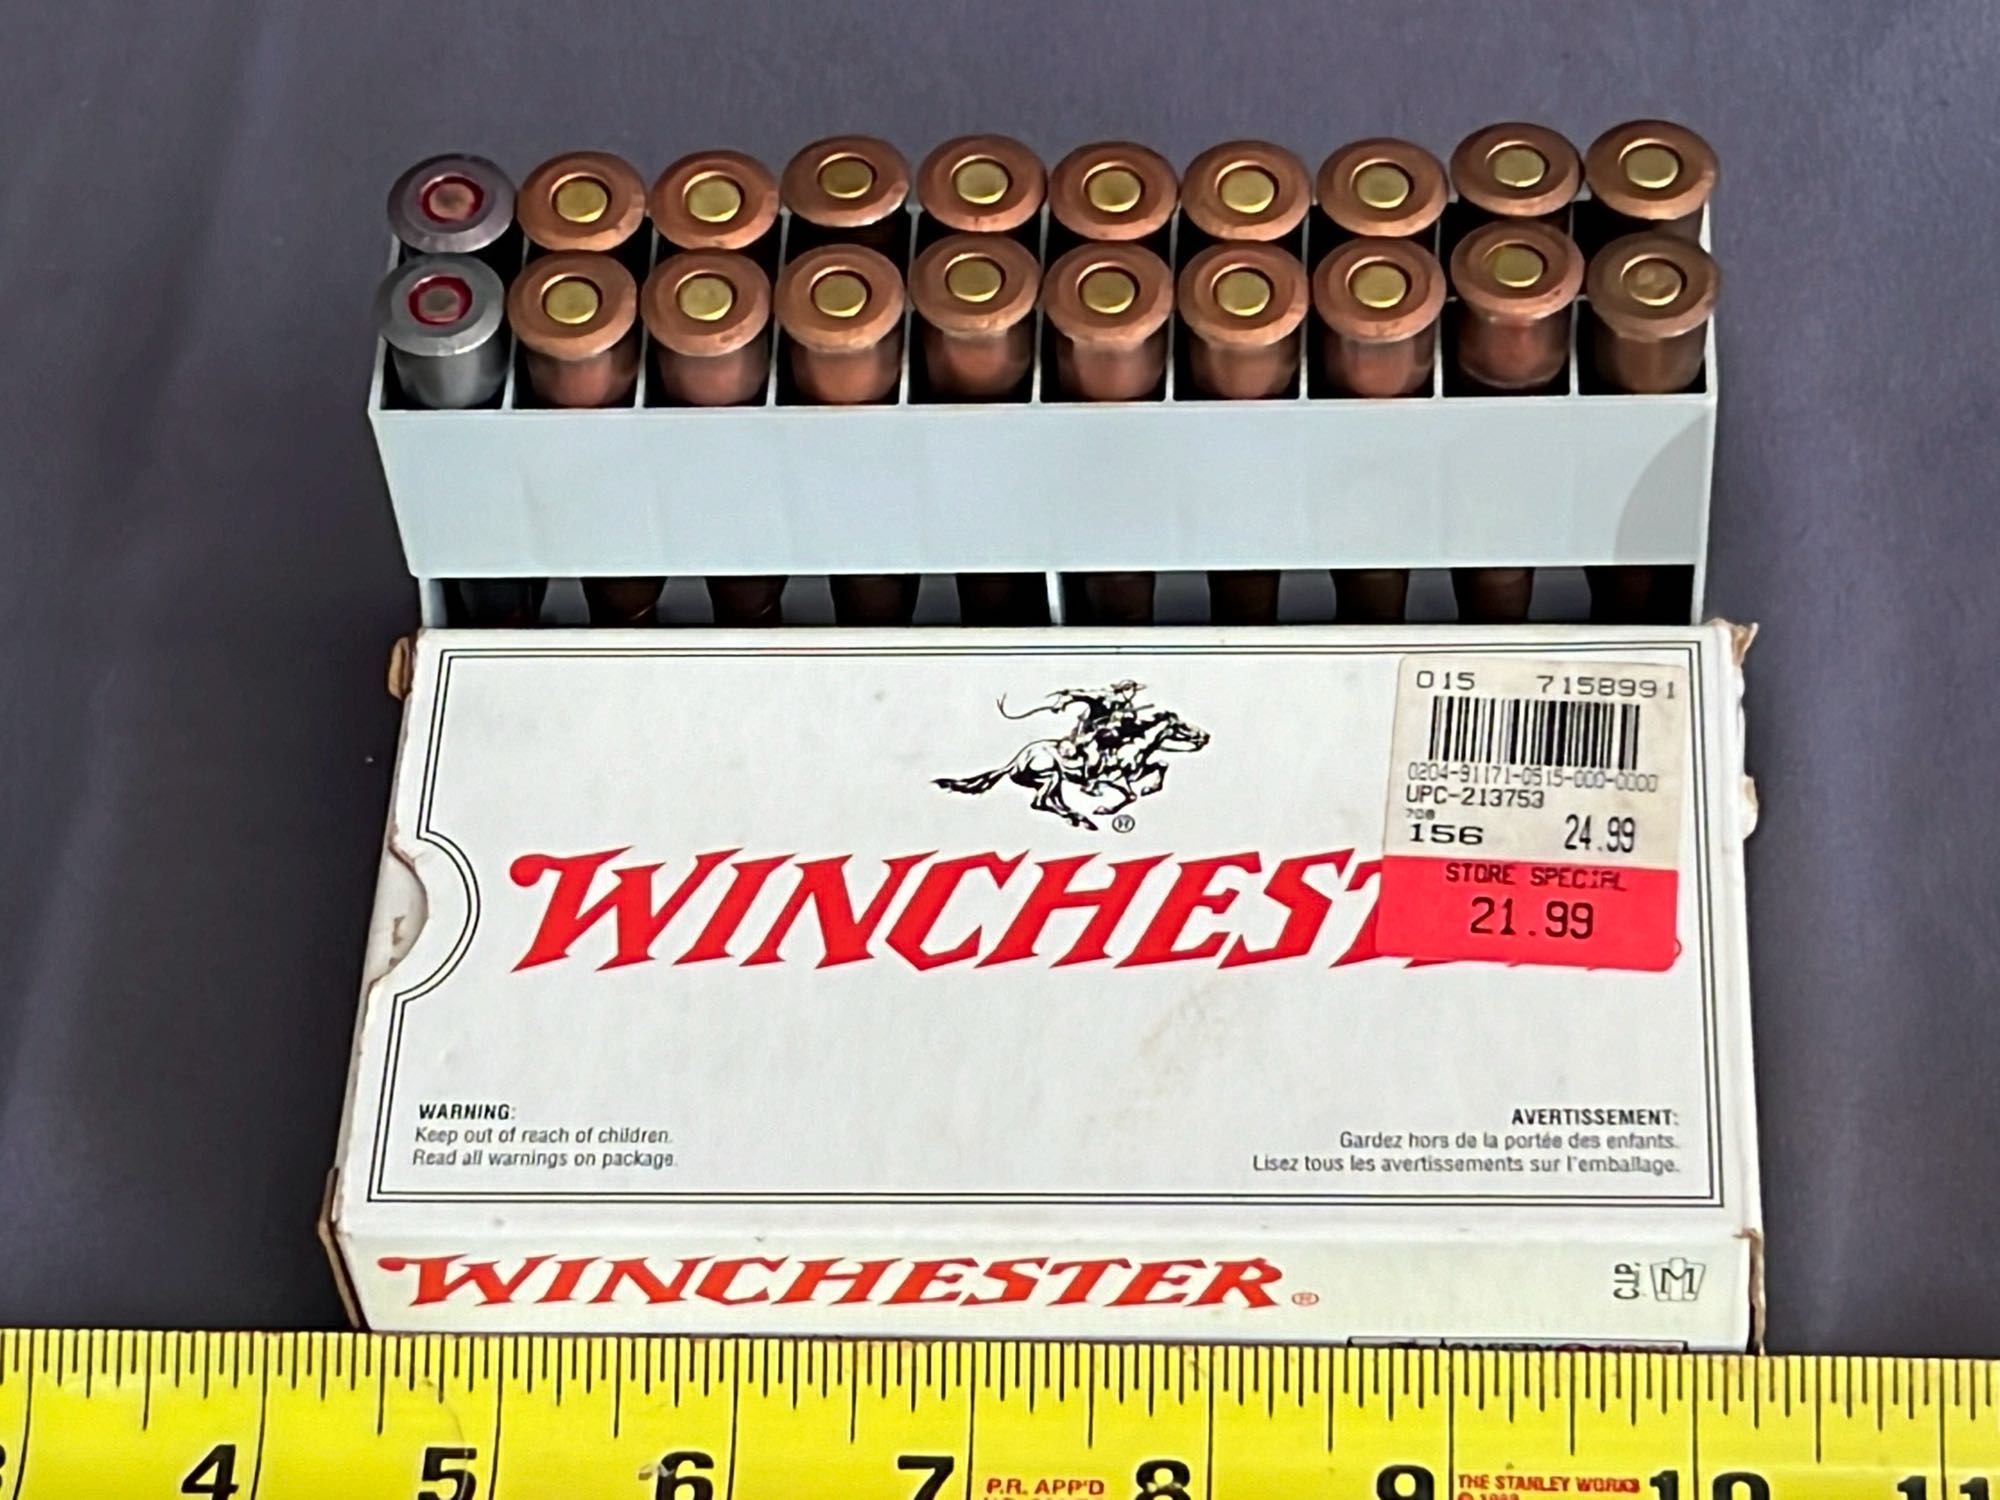 015 7158991
0204-91171-0515-000-0000
UPC-213753
708
156 24.99
STORE SPECIAL
21.99
®
WINCHEST
WARNING:
Keep out of reach of children.
Read all warnings on package.
AVERTISSEMENT:
Gardez hors de la portée des enfants.
Lisez tous les avertissements sur l'emballage.
WINCHESTER®
C.I.P. M
4 5 6 7 8 9 10 11
P.R. APP'D
THE STANLEY WORKS